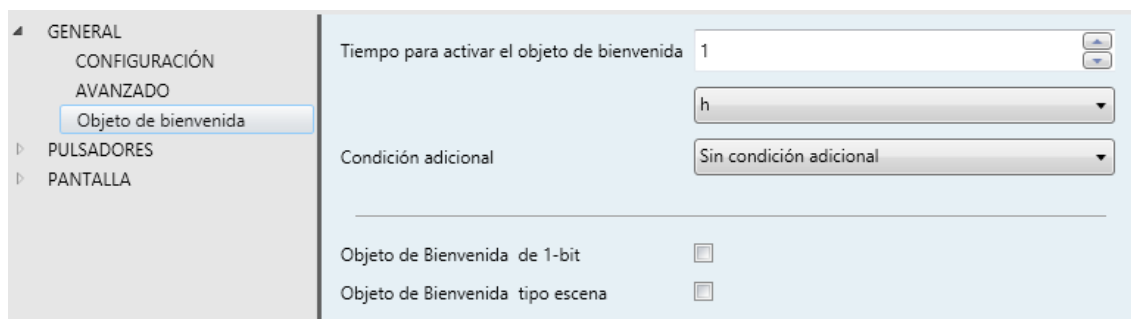 GENERAL
CONFIGURACIÓN
AVANZADO
Objeto de bienvenida
PULSADORES
PANTALLA
Tiempo para activar el objeto de bienvenida 1
h
Condición adicional Sin condición adicional
Objeto de Bienvenida de 1-bit
Objeto de Bienvenida tipo escena